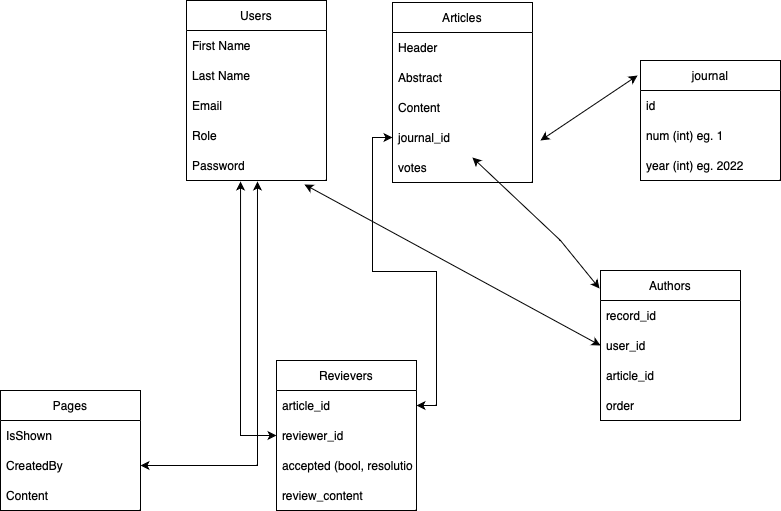 Users
First Name
Last Name
Email
Role
Password
Articles
Header
Abstract
Content
journal_id
votes
journal
id
num (int) eg. 1
year (int) eg. 2022
Authors
record_id
user_id
article_id
order
Revievers
article_id
reviewer_id
accepted (bool, resolutio
review_content
Pages
IsShown
CreatedBy
Content